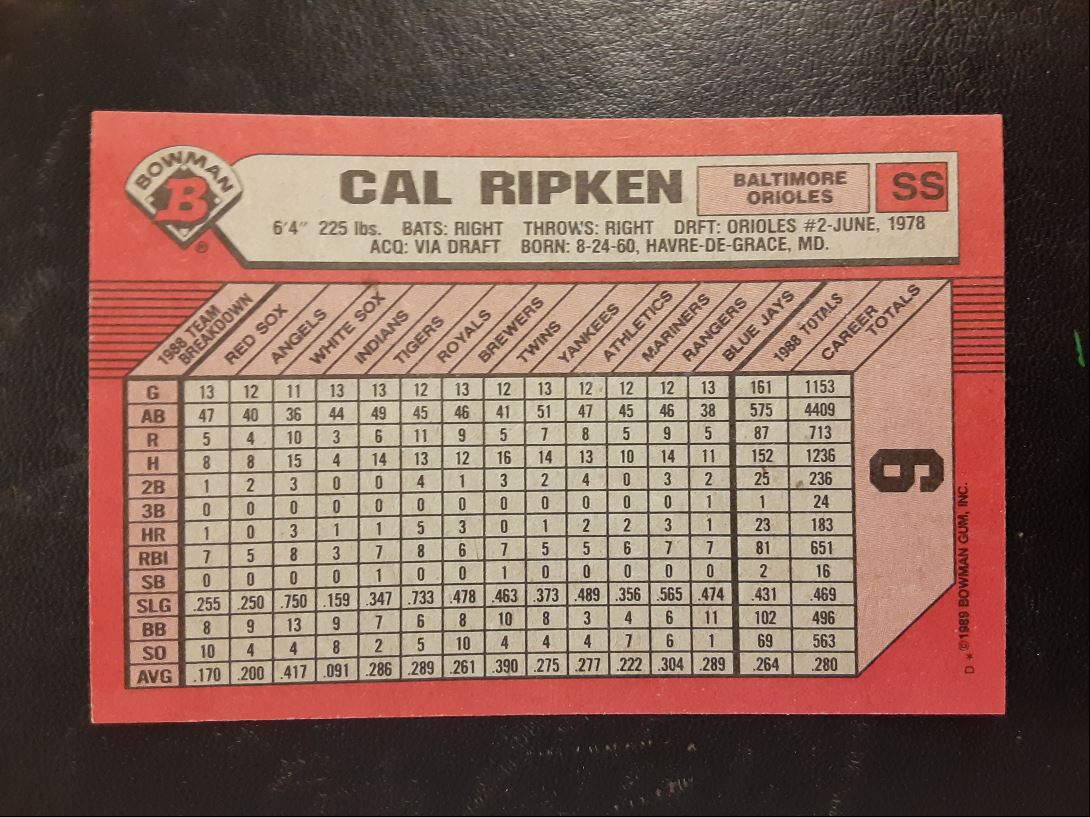 BOWMAN
B
®
CAL RIPKEN
BALTIMORE
ORIOLES
SS
6'4" 225 lbs. BATS: RIGHT THROWS: RIGHT DRFT: ORIOLES #2-JUNE, 1978
ACQ: VIA DRAFT BORN: 8-24-60, HAVRE-DE-GRACE, MD.
1988 TEAM BREAKDOWN RED SOX ANGELS WHITE SOX INDIANS TIGERS ROYALS BREWERS TWINS YANKEES ATHLETICS MARINERS RANGERS BLUE JAYS 1988 TOTALS CAREER TOTALS
G 13 12 11 13 13 12 13 12 13 12 12 12 13 161 1153
AB 47 40 36 44 49 45 46 41 51 47 45 46 38 575 4409
R 5 4 10 3 6 11 9 5 7 8 5 9 5 87 713
H 8 8 15 4 14 13 12 16 14 13 10 14 11 152 1236
2B 1 2 3 0 0 4 1 3 2 4 0 3 2 25 236
3B 0 0 0 0 0 0 0 0 0 0 0 0 1 1 24
HR 1 0 3 1 1 5 3 0 1 2 2 3 1 23 183
RBI 7 5 8 3 7 8 6 7 5 5 6 7 7 81 651
SB 0 0 0 0 1 0 0 1 0 0 0 0 0 2 16
SLG .255 .250 .750 .159 .347 .733 .478 .463 .373 .489 .356 .565 .474 .431 .469
BB 8 9 13 9 7 6 8 10 8 3 4 6 11 102 496
SO 10 4 4 8 2 5 10 4 4 4 7 6 1 69 563
AVG .170 .200 .417 .091 .286 .289 .261 .390 .275 .277 .222 .304 .289 .264 .280
9
D * ©1989 BOWMAN GUM, INC.